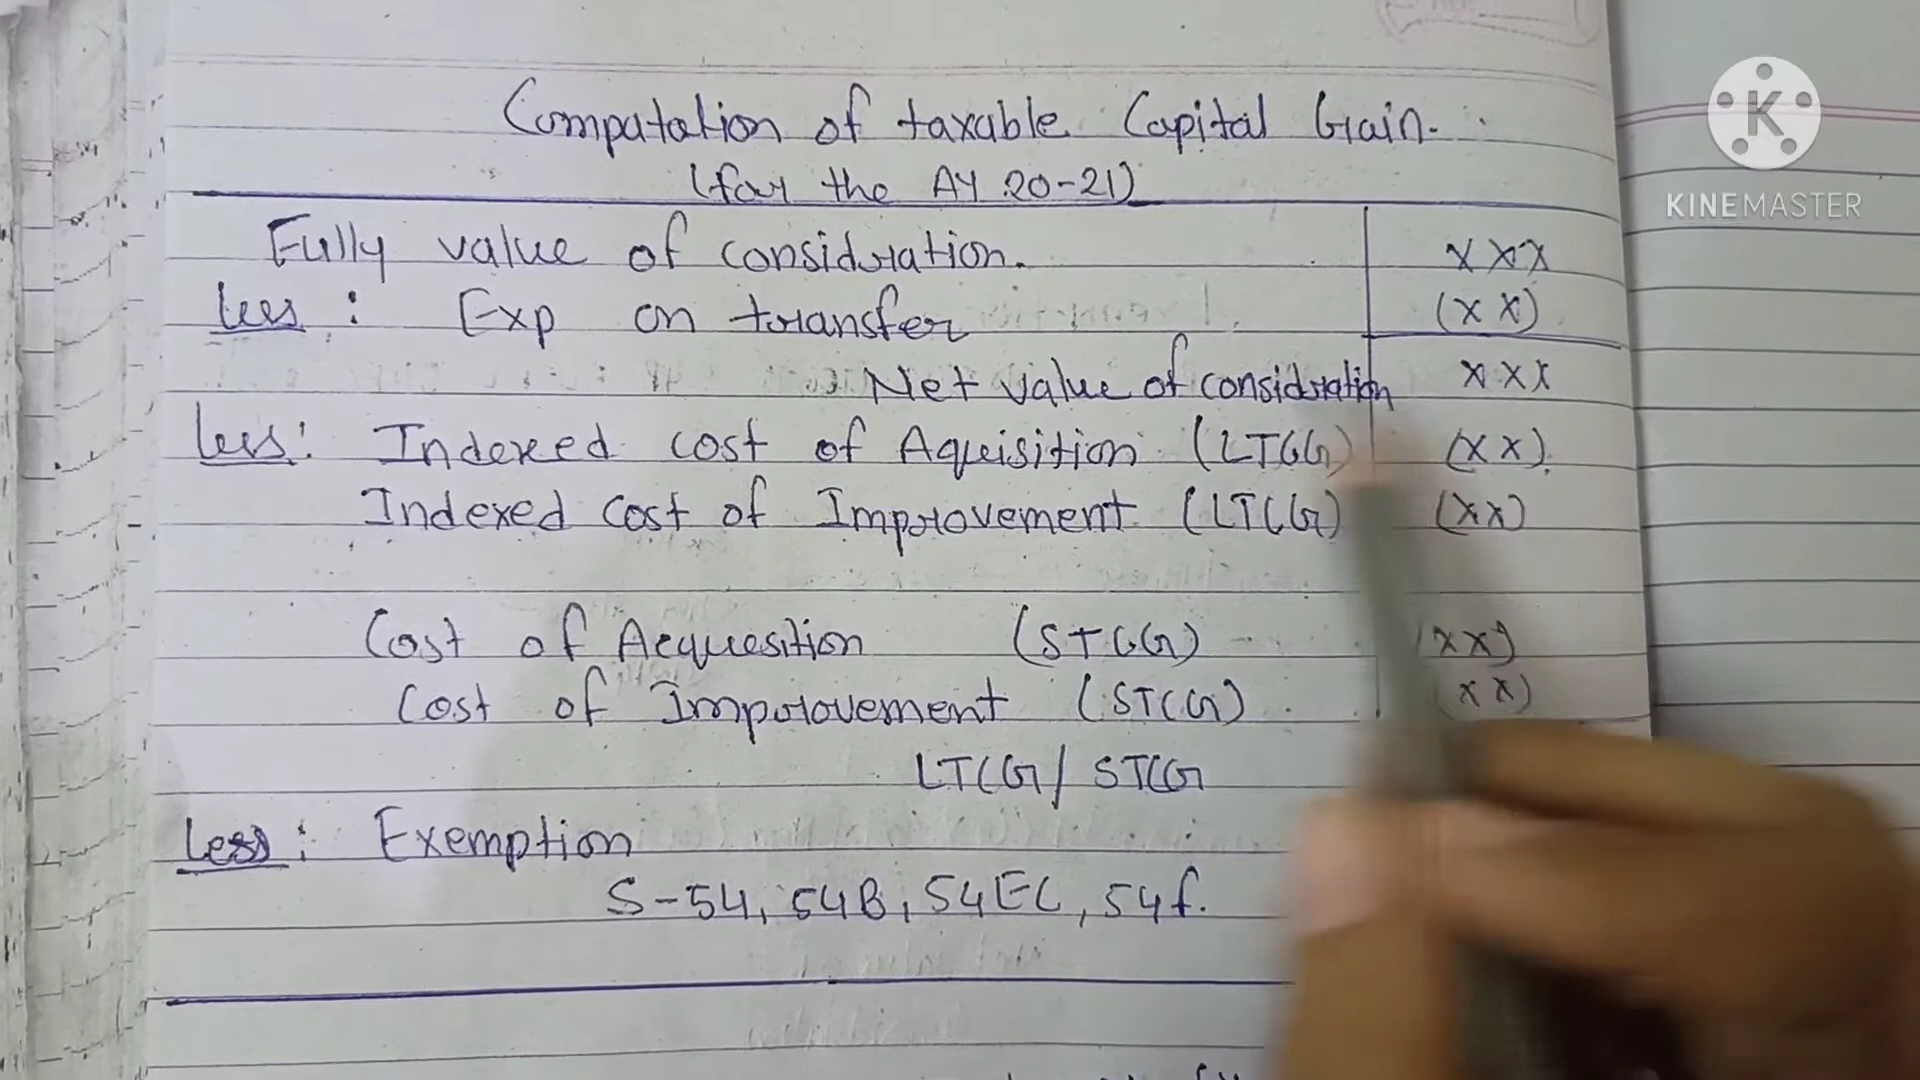 Computation of taxable Capital Gain.
(for the AY 20-21)
Fully value of considration. XXX
Less: Exp on transfer (XX)
Net value of considration XXX
Less: Indexed cost of Aquisition (LTCG) (XX)
Indexed cost of Improvement (LTCG) (XX)
Cost of Acquesition (STCG) (XX)
Cost of Improvement (STCG) (XX)
LTCG/STCG
Less: Exemption
S-54, 54B, 54EC, 54f.
K
KINEMASTER